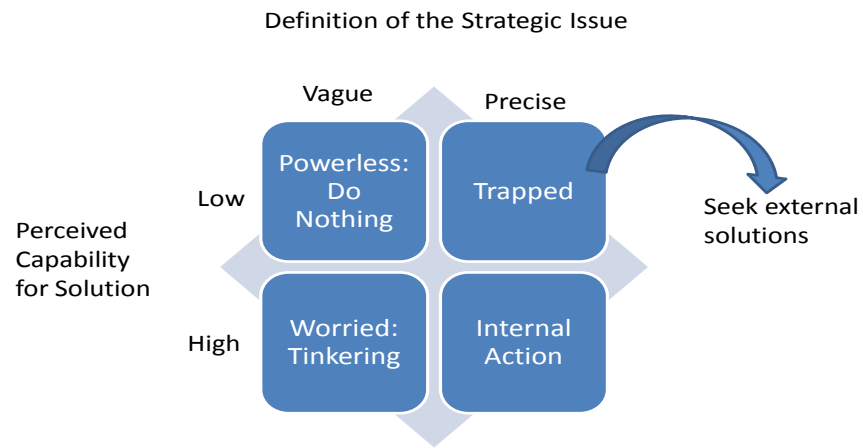 Definition of the Strategic Issue
Vague
Precise
Powerless:
Do
Nothing
Trapped
Low
Seek external
solutions
Perceived
Capability
for Solution
High
Worried:
Tinkering
Internal
Action